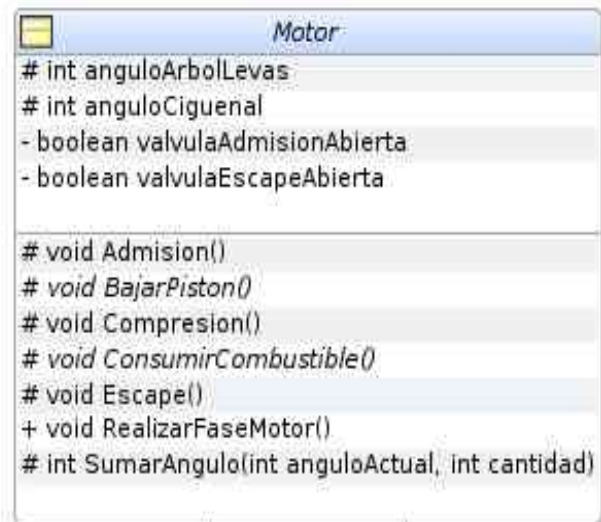 Motor
# int anguloArbolLevas
# int anguloCiguenal
- boolean valvulaAdmisionAbierta
- boolean valvulaEscapeAbierta
# void Admision()
# void BajarPiston()
# void Compresion()
# void ConsumirCombustible()
# void Escape()
+ void RealizarFaseMotor()
# int SumarAngulo(int anguloActual, int cantidad)